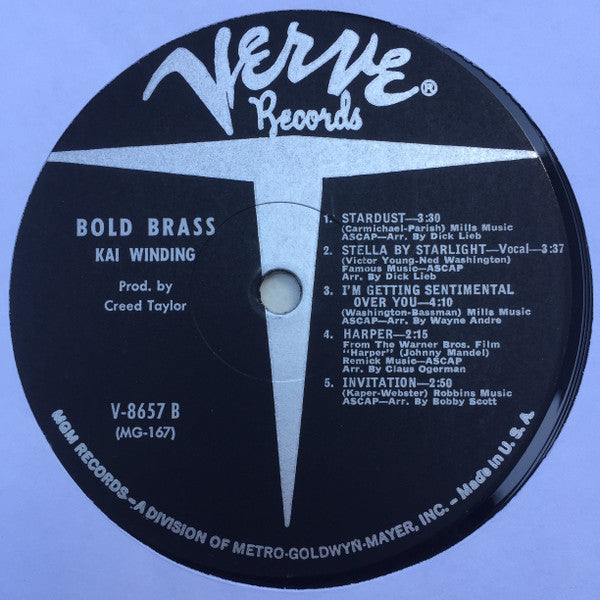 Verve®
Records
BOLD BRASS
KAI WINDING
Prod. by
Creed Taylor
V-8657 B
(MG-167)
1. STARDUST—3:30
(Carmichael-Parish) Mills Music
ASCAP—Arr. By Dick Lieb
2. STELLA BY STARLIGHT—Vocal—3:37
(Victor Young-Ned Washington)
Famous Music—ASCAP
Arr. By Dick Lieb
3. I'M GETTING SENTIMENTAL
OVER YOU—4:10
(Washington-Bassman) Mills Music
ASCAP—Arr. By Wayne Andre
4. HARPER—2:15
From The Warner Bros. Film
"Harper" (Johnny Mandel)
Remick Music—ASCAP
Arr. By Claus Ogerman
5. INVITATION—2:50
(Kaper-Webster) Robbins Music
ASCAP—Arr. By Bobby Scott
MGM RECORDS—A DIVISION OF METRO-GOLDWYN-MAYER, INC. — Made in U.S.A.